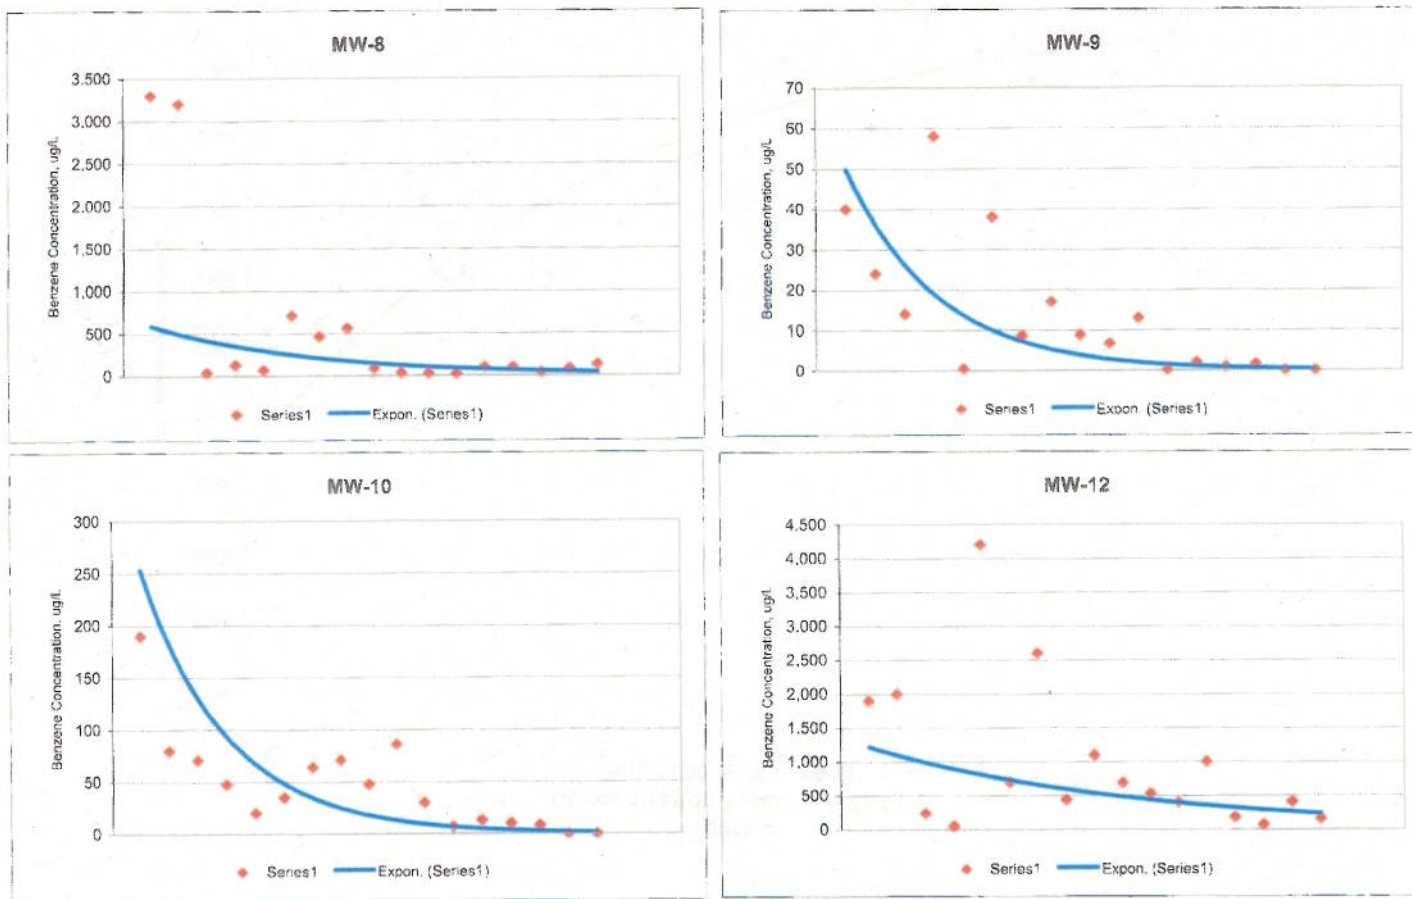 MW-8
3.500
3.000
2.500
2.000
1.500
1.000
500
0
Benzene Concentration, ug/L
Series1
Expon. (Series1)
MW-9
70
60
50
40
30
20
10
0
Benzene Concentration, ug/L
Series1
Expon. (Series1)
MW-10
300
250
200
150
100
50
0
Benzene Concentration. ug/L
Series1
Expon. (Series1)
MW-12
4.500
4.000
3.500
3.000
2,500
2,000
1.500
1,000
500
0
Benzene Concentration, ug/L
Series1
Expon. (Series1)